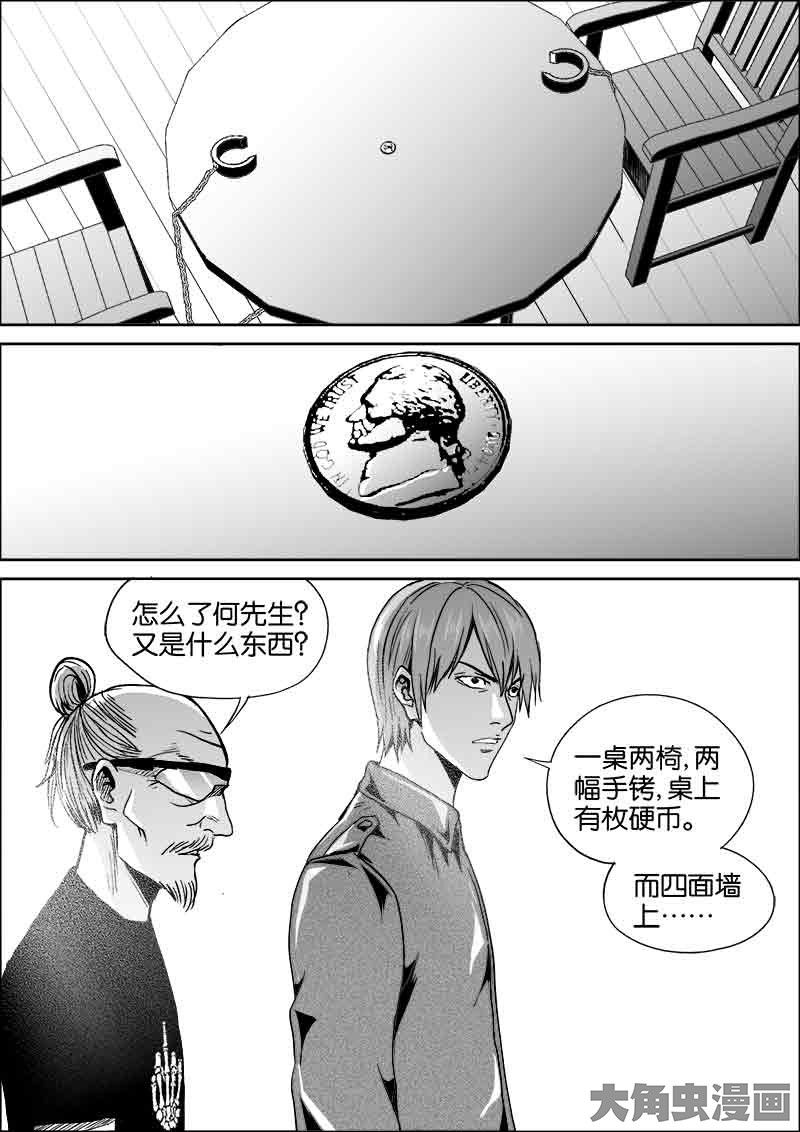 IN GOD WE TRUST
LIBERTY
怎么了何先生？
又是什么东西？
一桌两椅，两
幅手铐，桌上
有枚硬币。
而四面墙
上……
大角虫漫画